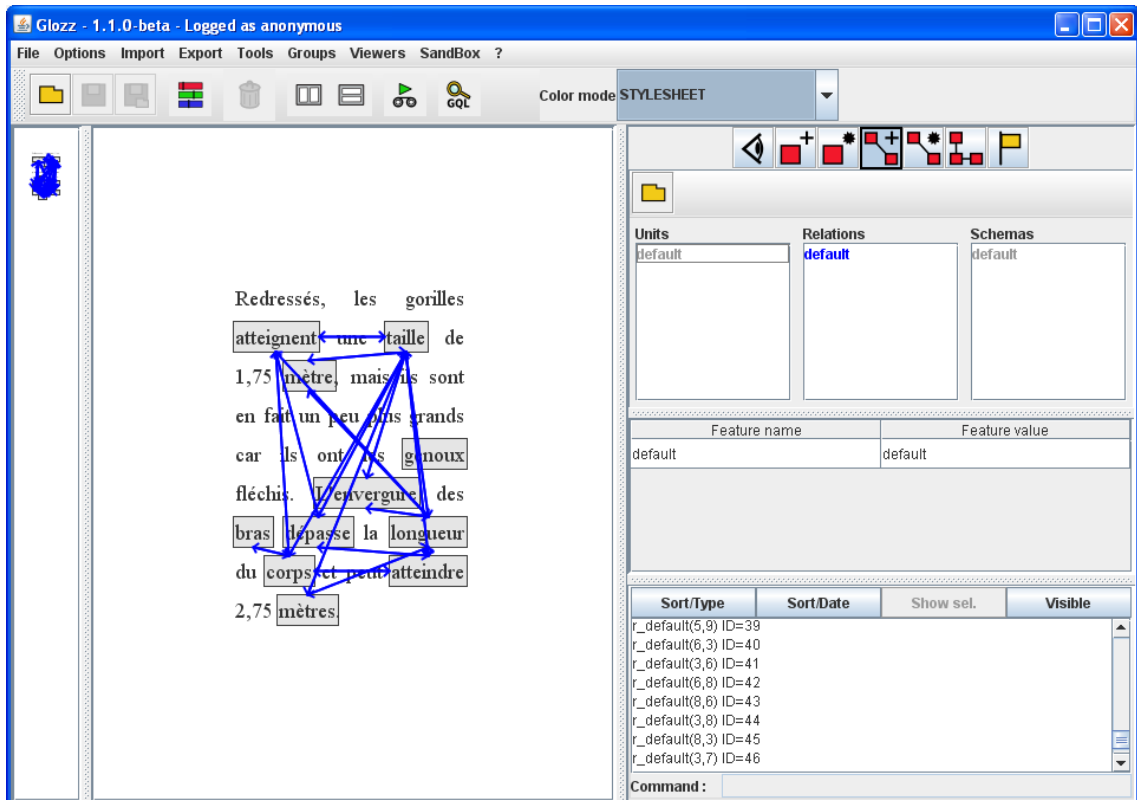 Glozz - 1.1.0-beta - Logged as anonymous
File Options Import Export Tools Groups Viewers SandBox ?
GQL
Color mode STYLESHEET
Redressés, les gorilles
atteignent une taille de
1,75 mètre, mais ils sont
en fait un peu plus grands
car ils ont les genoux
fléchis. L'envergure des
bras dépasse la longueur
du corps et peut atteindre
2,75 mètres.
Units Relations Schemas
default default default
Feature name Feature value
default default
Sort/Type Sort/Date Show sel. Visible
r_default(5,9) ID=39
r_default(6,3) ID=40
r_default(3,6) ID=41
r_default(6,8) ID=42
r_default(8,6) ID=43
r_default(3,8) ID=44
r_default(8,3) ID=45
r_default(3,7) ID=46
Command :